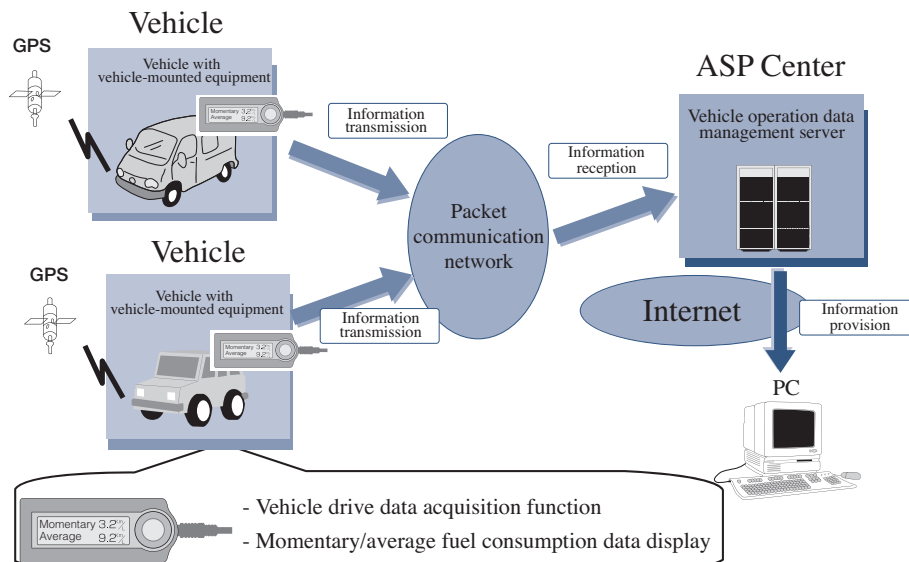 Vehicle
GPS
Vehicle with
vehicle-mounted equipment
Momentary 3.2
Average 9.2
Information
transmission
ASP Center
Vehicle operation data
management server
Information
reception
Packet
communication
network
Vehicle
GPS
Vehicle with
vehicle-mounted equipment
Momentary 3.2
Average 9.2
Information
transmission
Internet
Information
provision
PC
Momentary 3.2
Average 9.2
- Vehicle drive data acquisition function
- Momentary/average fuel consumption data display